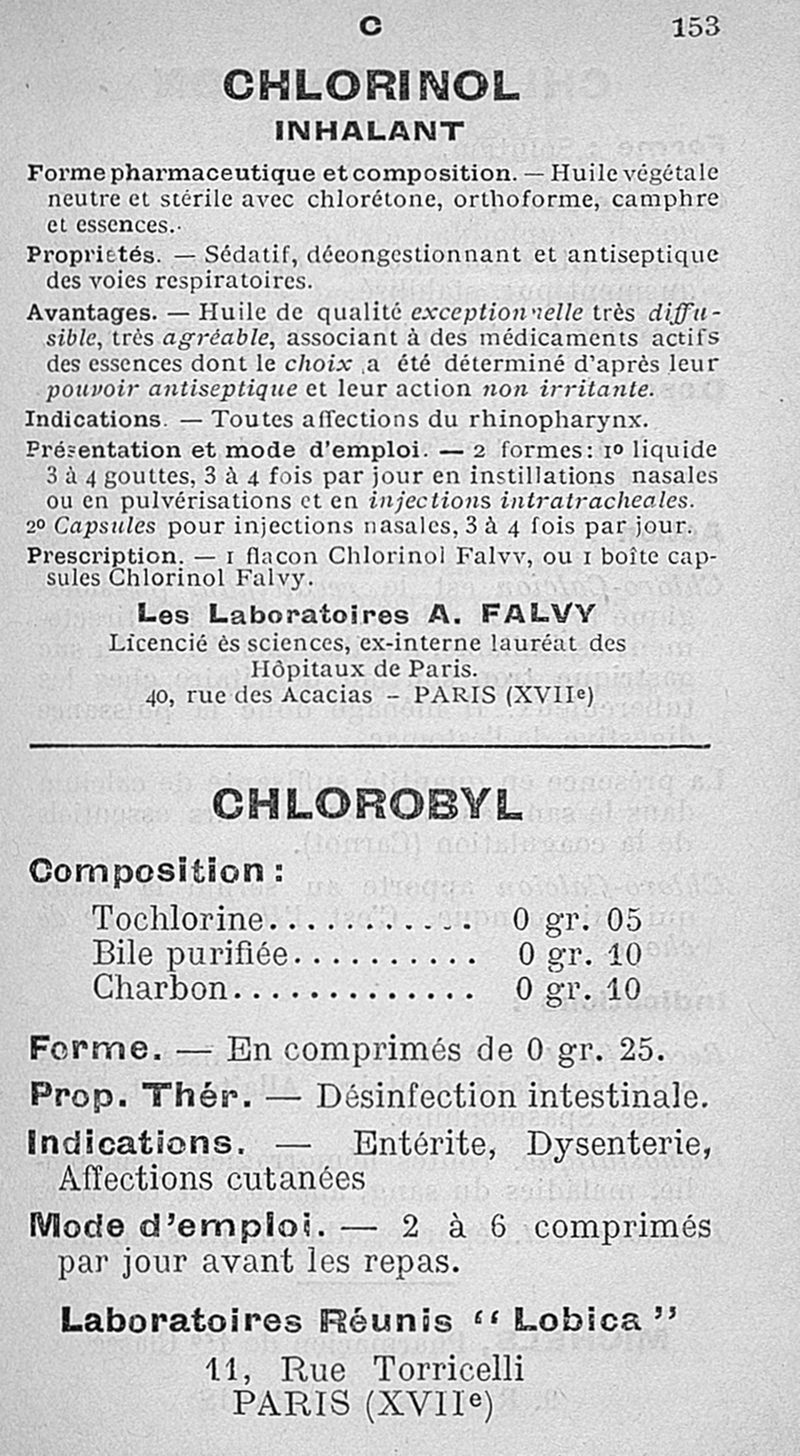 C 153
CHLORINOL
INHALANT
Forme pharmaceutique et composition. — Huile végétale
neutre et stérile avec chlorétone, orthoforme, camphre
et essences.
Propriétés. — Sédatif, décongestionnant et antiseptique
des voies respiratoires.
Avantages. — Huile de qualité exceptionnelle très diffu-
sible, très agréable, associant à des médicaments actifs
des essences dont le choix a été déterminé d'après leur
pouvoir antiseptique et leur action non irritante.
Indications. — Toutes affections du rhinopharynx.
Présentation et mode d'emploi. — 2 formes: 1º liquide
3 à 4 gouttes, 3 à 4 fois par jour en instillations nasales
ou en pulvérisations et en injections intratracheales.
2º Capsules pour injections nasales, 3 à 4 fois par jour.
Prescription. — 1 flacon Chlorinol Falvy, ou 1 boîte cap-
sules Chlorinol Falvy.
Les Laboratoires A. FALVY
Licencié ès sciences, ex-interne lauréat des
Hôpitaux de Paris.
40, rue des Acacias - PARIS (XVIIe)
CHLOROBYL
Composition :
Tochlorine........... 0 gr. 05
Bile purifiée.......... 0 gr. 10
Charbon............. 0 gr. 10
Forme. — En comprimés de 0 gr. 25.
Prop. Thér. — Désinfection intestinale.
Indications. — Entérite, Dysenterie,
Affections cutanées
Mode d'emploi. — 2 à 6 comprimés
par jour avant les repas.
Laboratoires Réunis “ Lobica ”
11, Rue Torricelli
PARIS (XVIIe)